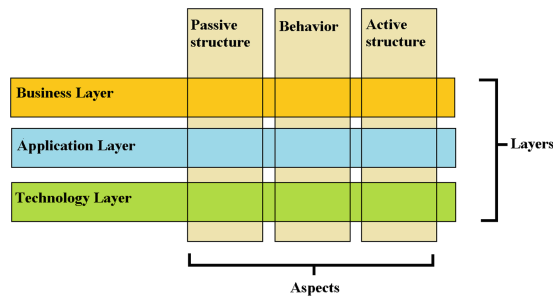 Passive
structure
Behavior
Active
structure
Business Layer
Application Layer
Technology Layer
Layers
Aspects